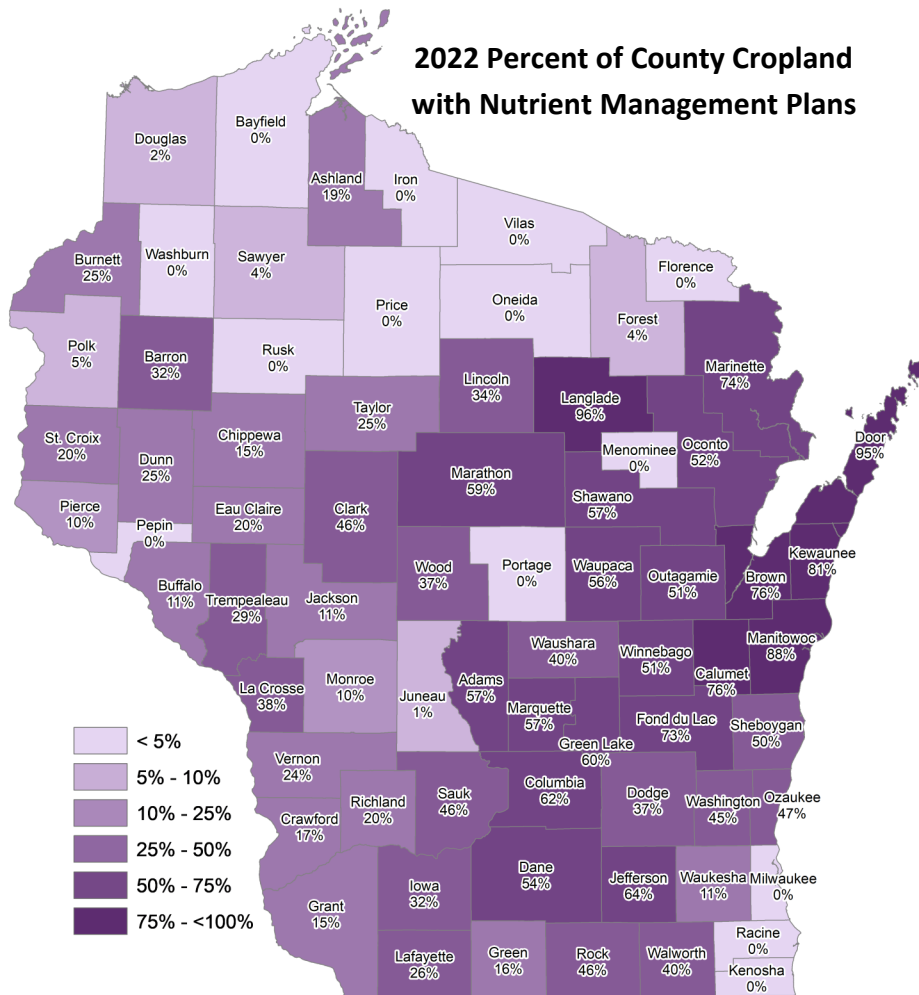 2022 Percent of County Cropland
with Nutrient Management Plans
Bayfield
0%
Douglas
2%
Ashland
19%
Iron
0%
Vilas
0%
Burnett
25%
Washburn
0%
Sawyer
4%
Florence
0%
Price
0%
Oneida
0%
Forest
4%
Polk
5%
Barron
32%
Rusk
0%
Marinette
74%
Lincoln
34%
Langlade
96%
Taylor
25%
St. Croix
20%
Dunn
25%
Chippewa
15%
Door
95%
Oconto
52%
Menominee
0%
Marathon
59%
Shawano
57%
Pierce
10%
Pepin
0%
Eau Claire
20%
Clark
46%
Wood
37%
Portage
0%
Waupaca
56%
Outagamie
51%
Brown
76%
Kewaunee
81%
Buffalo
11%
Trempealeau
29%
Jackson
11%
Waushara
40%
Winnebago
51%
Calumet
76%
Manitowoc
88%
La Crosse
38%
Monroe
10%
Juneau
1%
Adams
57%
Marquette
57%
Green Lake
60%
Fond du Lac
73%
Sheboygan
50%
Vernon
24%
Richland
20%
Sauk
46%
Columbia
62%
Dodge
37%
Washington
45%
Ozaukee
47%
Crawford
17%
Grant
15%
Iowa
32%
Dane
54%
Jefferson
64%
Waukesha
11%
Milwaukee
0%
Lafayette
26%
Green
16%
Rock
46%
Walworth
40%
Racine
0%
Kenosha
0%
< 5%
5% - 10%
10% - 25%
25% - 50%
50% - 75%
75% - <100%